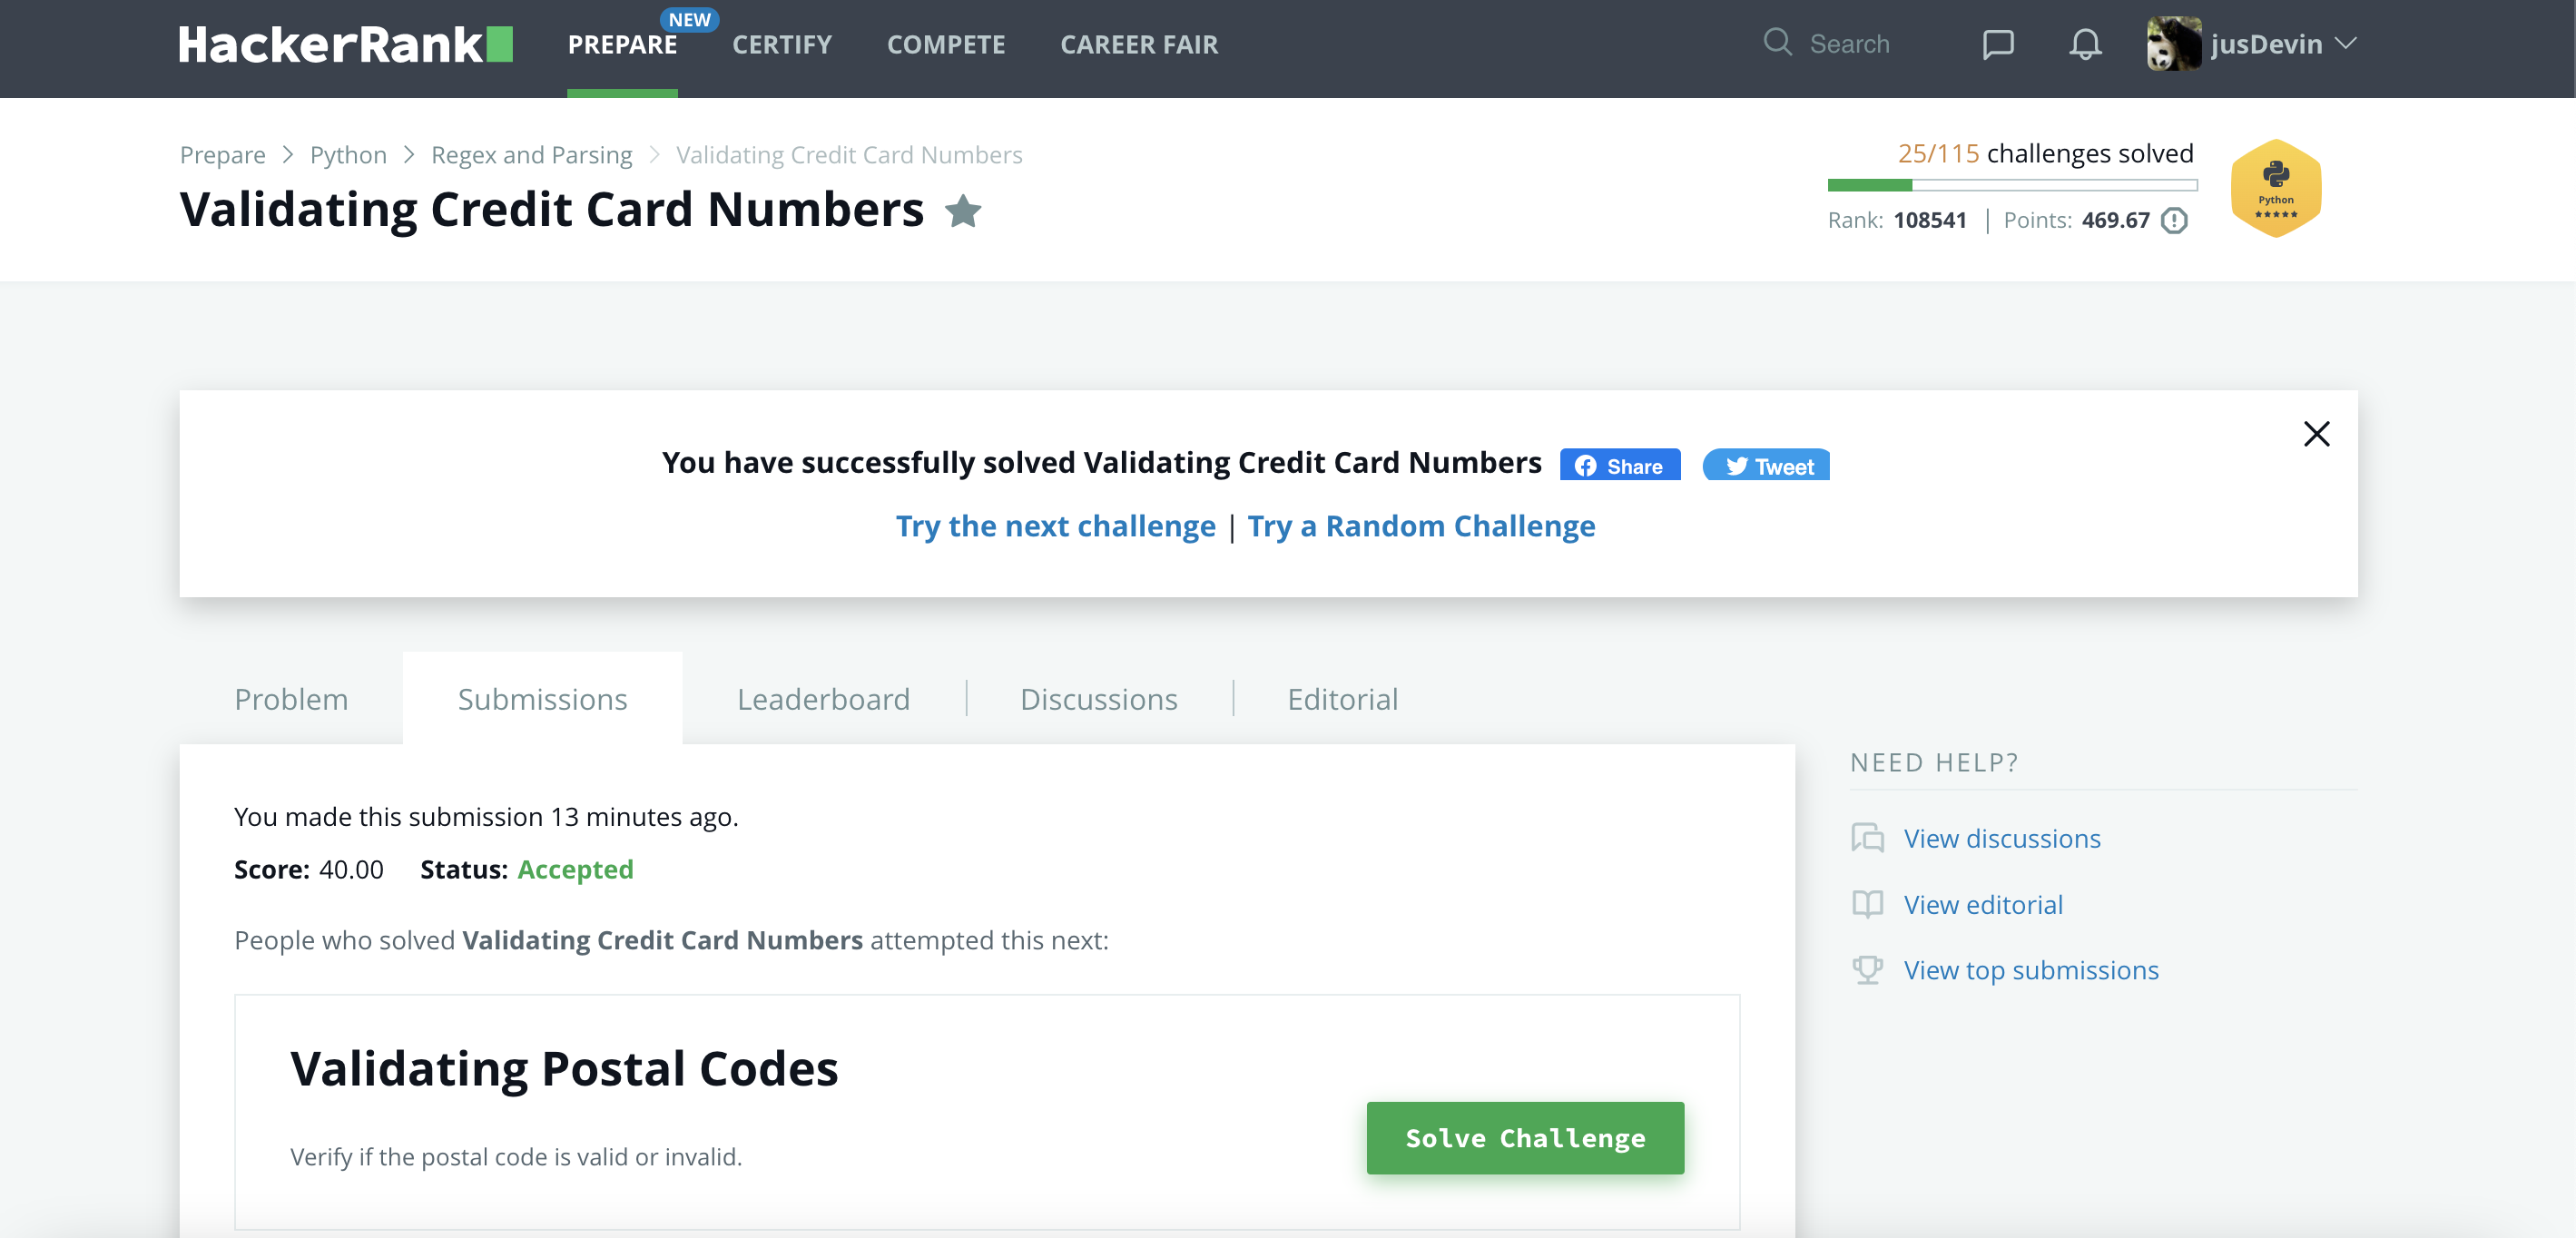 HackerRank
PREPARE
NEW
CERTIFY
COMPETE
CAREER FAIR
Search
jusDevin
Prepare > Python > Regex and Parsing > Validating Credit Card Numbers
Validating Credit Card Numbers
25/115 challenges solved
Rank: 108541 | Points: 469.67
Python
You have successfully solved Validating Credit Card Numbers
Share
Tweet
Try the next challenge | Try a Random Challenge
Problem
Submissions
Leaderboard
Discussions
Editorial
You made this submission 13 minutes ago.
Score: 40.00 Status: Accepted
People who solved Validating Credit Card Numbers attempted this next:
Validating Postal Codes
Verify if the postal code is valid or invalid.
Solve Challenge
NEED HELP?
View discussions
View editorial
View top submissions